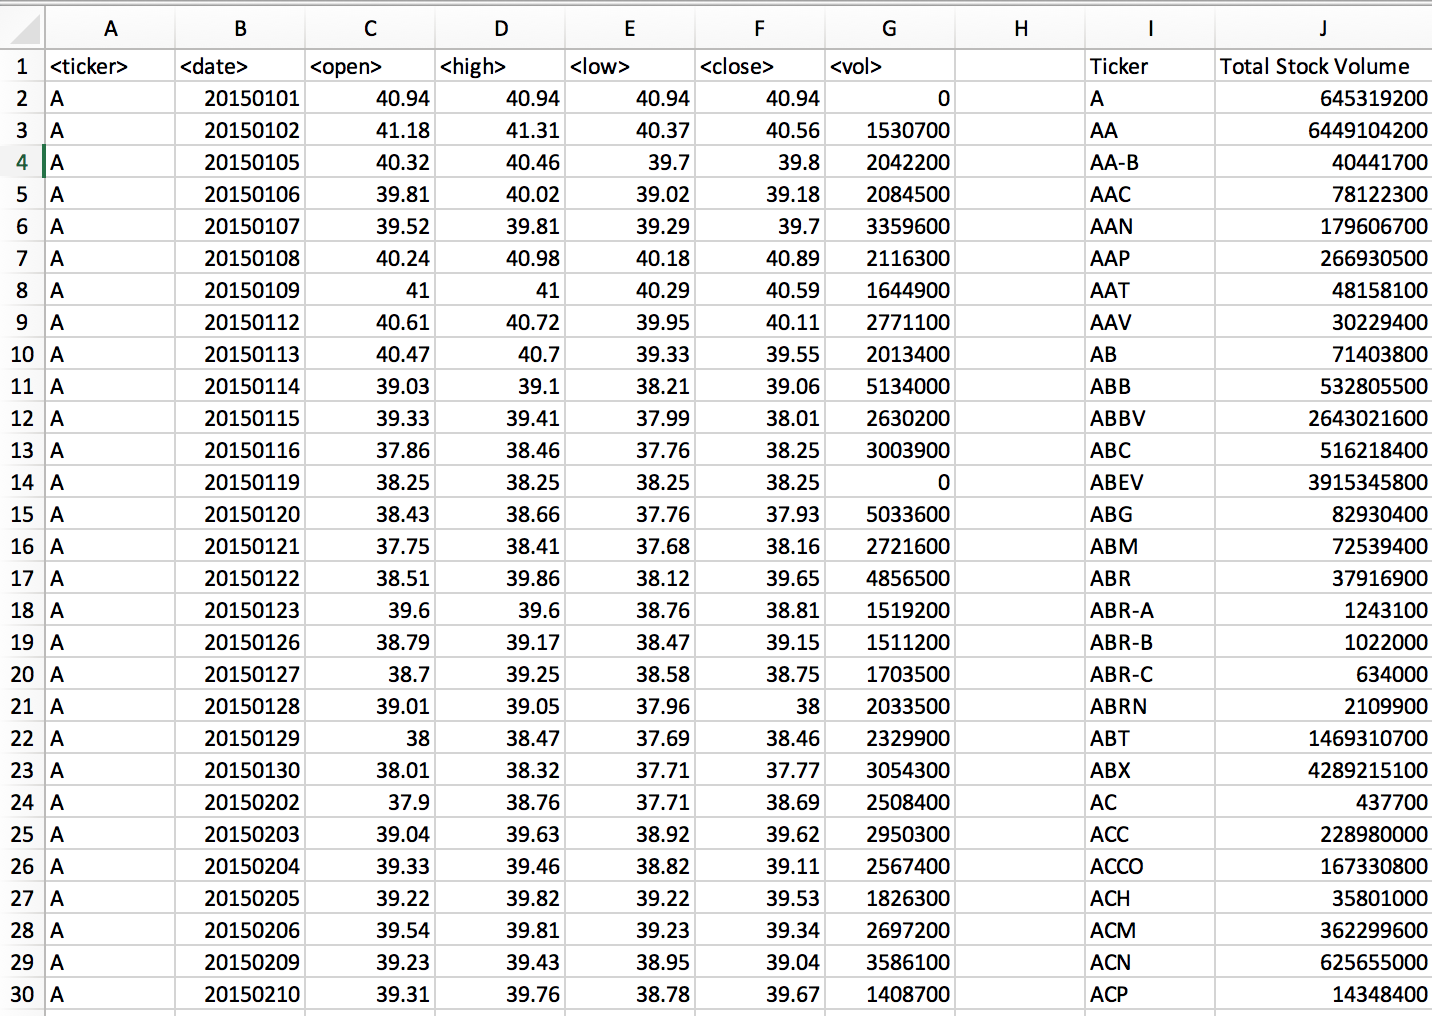 A B C D E F G H I J
1 <ticker> <date> <open> <high> <low> <close> <vol> Ticker Total Stock Volume
2 A 20150101 40.94 40.94 40.94 40.94 0 A 645319200
3 A 20150102 41.18 41.31 40.37 40.56 1530700 AA 6449104200
4 A 20150105 40.32 40.46 39.7 39.8 2042200 AA-B 40441700
5 A 20150106 39.81 40.02 39.02 39.18 2084500 AAC 78122300
6 A 20150107 39.52 39.81 39.29 39.7 3359600 AAN 179606700
7 A 20150108 40.24 40.98 40.18 40.89 2116300 AAP 266930500
8 A 20150109 41 41 40.29 40.59 1644900 AAT 48158100
9 A 20150112 40.61 40.72 39.95 40.11 2771100 AAV 30229400
10 A 20150113 40.47 40.7 39.33 39.55 2013400 AB 71403800
11 A 20150114 39.03 39.1 38.21 39.06 5134000 ABB 532805500
12 A 20150115 39.33 39.41 37.99 38.01 2630200 ABBV 2643021600
13 A 20150116 37.86 38.46 37.76 38.25 3003900 ABC 516218400
14 A 20150119 38.25 38.25 38.25 38.25 0 ABEV 3915345800
15 A 20150120 38.43 38.66 37.76 37.93 5033600 ABG 82930400
16 A 20150121 37.75 38.41 37.68 38.16 2721600 ABM 72539400
17 A 20150122 38.51 39.86 38.12 39.65 4856500 ABR 37916900
18 A 20150123 39.6 39.6 38.76 38.81 1519200 ABR-A 1243100
19 A 20150126 38.79 39.17 38.47 39.15 1511200 ABR-B 1022000
20 A 20150127 38.7 39.25 38.58 38.75 1703500 ABR-C 634000
21 A 20150128 39.01 39.05 37.96 38 2033500 ABRN 2109900
22 A 20150129 38 38.47 37.69 38.46 2329900 ABT 1469310700
23 A 20150130 38.01 38.32 37.71 37.77 3054300 ABX 4289215100
24 A 20150202 37.9 38.76 37.71 38.69 2508400 AC 437700
25 A 20150203 39.04 39.63 38.92 39.62 2950300 ACC 228980000
26 A 20150204 39.33 39.46 38.82 39.11 2567400 ACCO 167330800
27 A 20150205 39.22 39.82 39.22 39.53 1826300 ACH 35801000
28 A 20150206 39.54 39.81 39.23 39.34 2697200 ACM 362299600
29 A 20150209 39.23 39.43 38.95 39.04 3586100 ACN 625655000
30 A 20150210 39.31 39.76 38.78 39.67 1408700 ACP 14348400